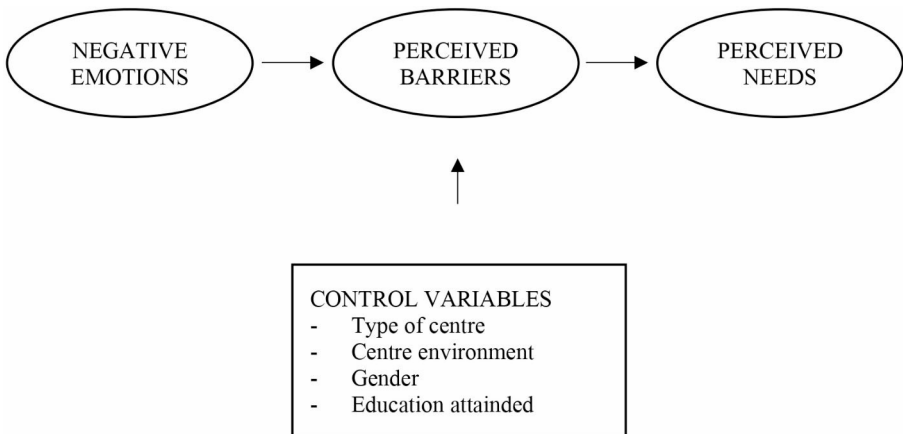 NEGATIVE
EMOTIONS
PERCEIVED
BARRIERS
PERCEIVED
NEEDS
CONTROL VARIABLES
- Type of centre
- Centre environment
- Gender
- Education attainded